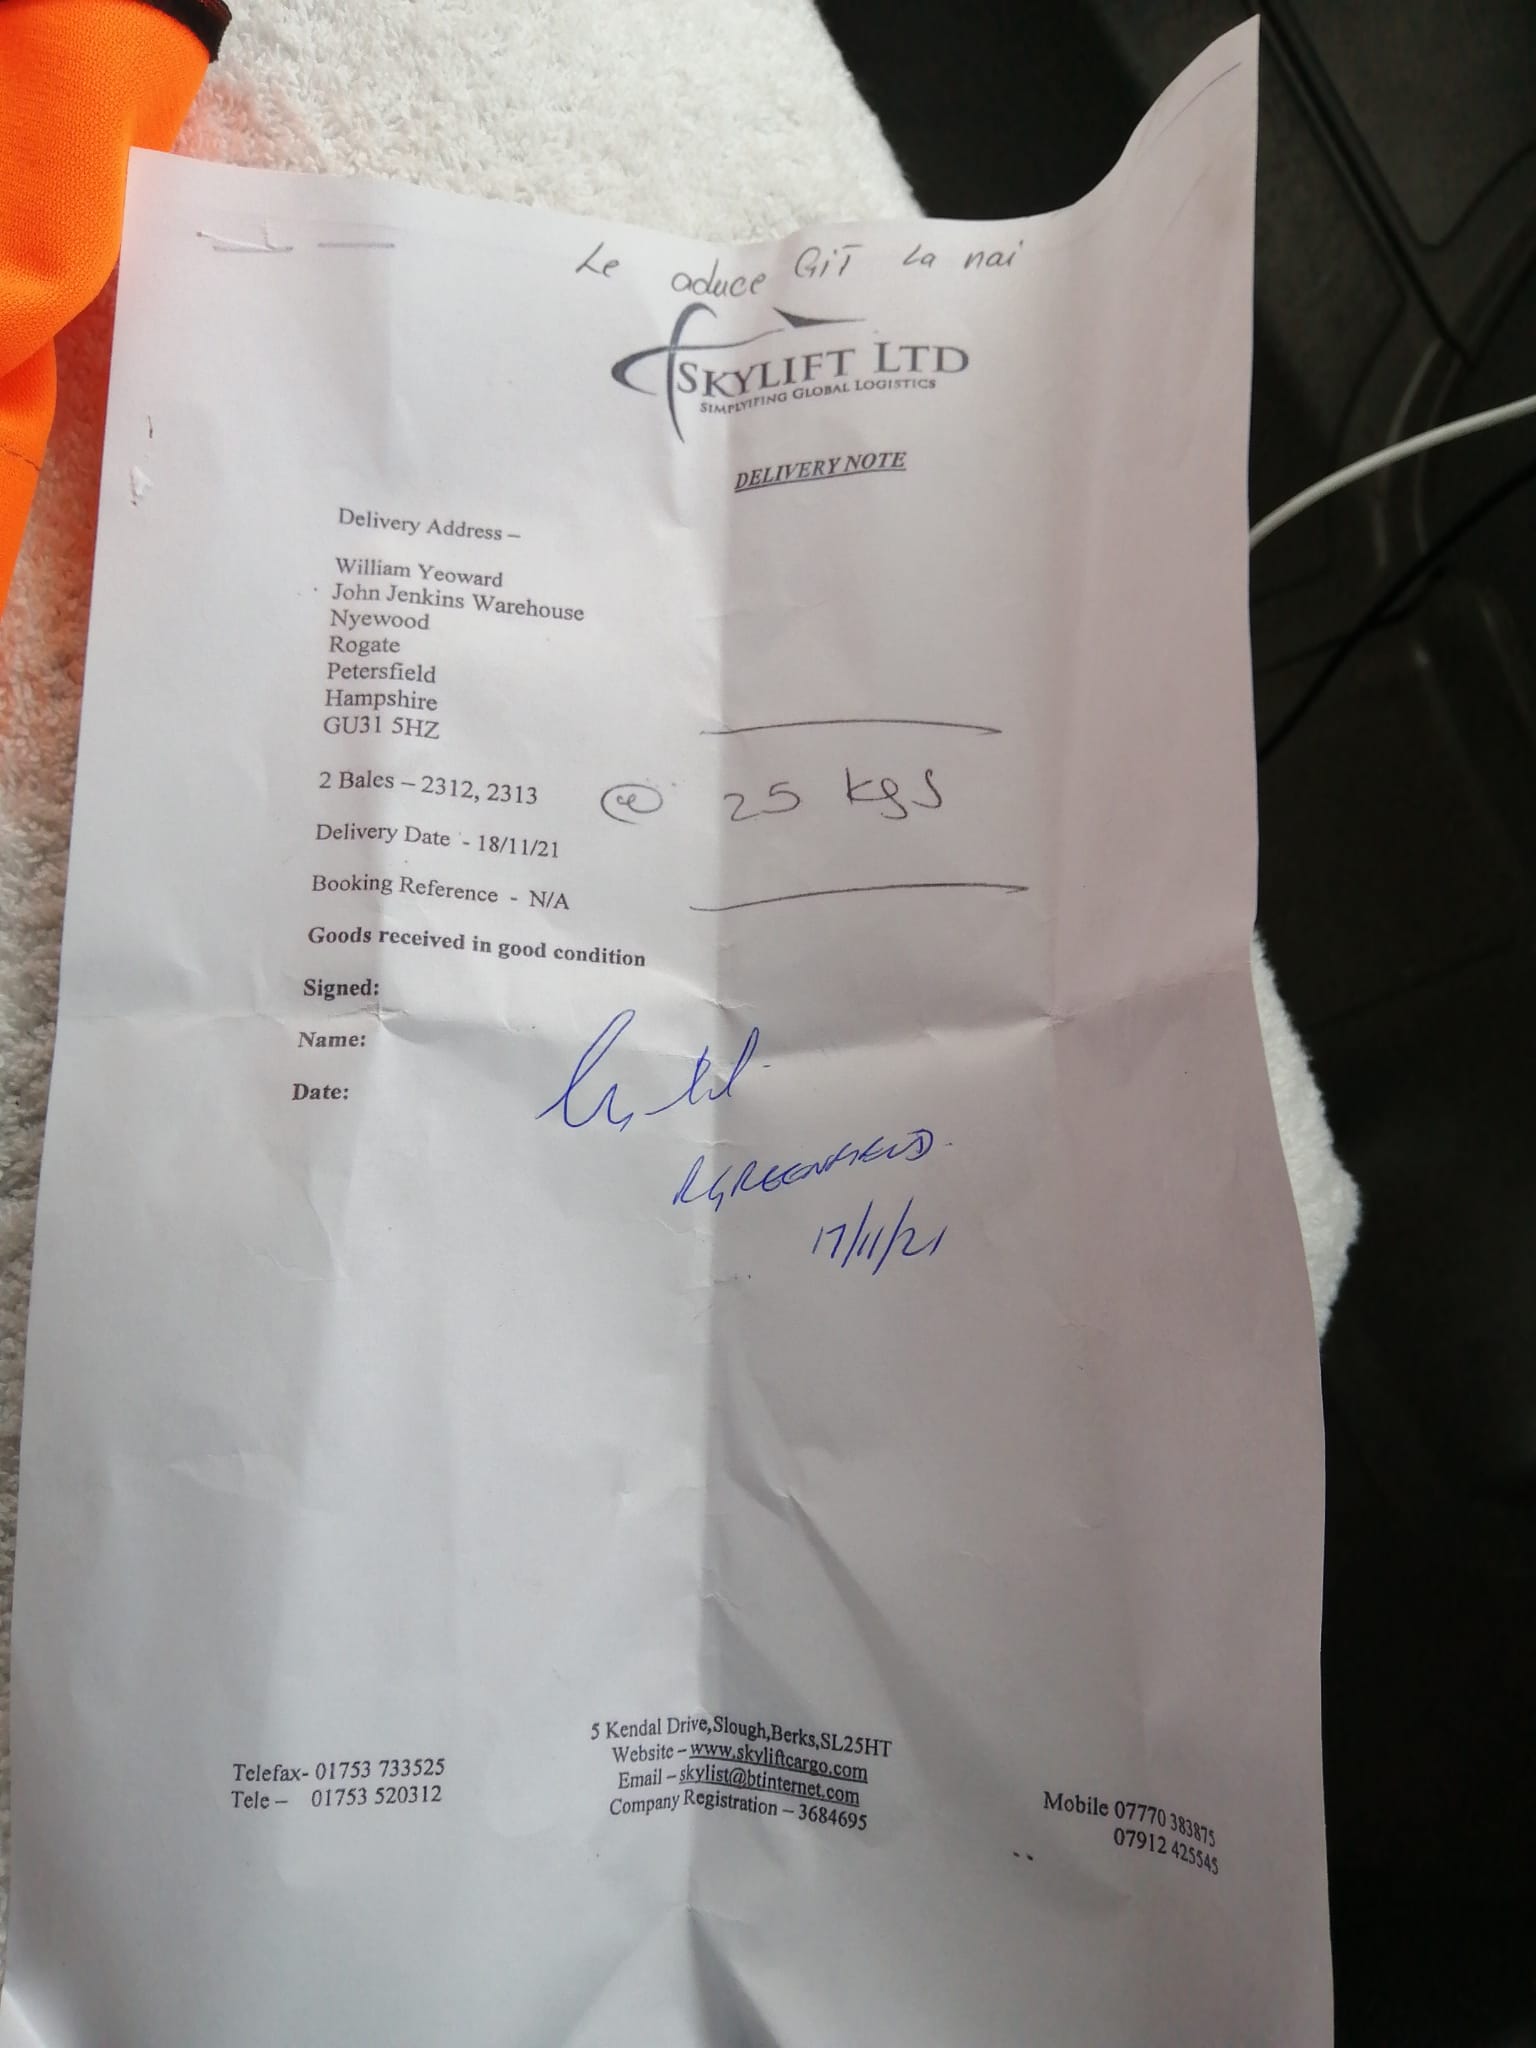 Le aduce GiT La nai
SKYLIFT LTD
SIMPLYIFING GLOBAL LOGISTICS
DELIVERY NOTE
Delivery Address –
William Yeoward
John Jenkins Warehouse
Nyewood
Rogate
Petersfield
Hampshire
GU31 5HZ
2 Bales – 2312, 2313 @ 25 kgs
Delivery Date - 18/11/21
Booking Reference - N/A
Goods received in good condition
Signed:
Name:
Date:
RGREENFIELD.
17/11/21
5 Kendal Drive,Slough,Berks,SL25HT
Website – www.skyliftcargo.com
Email – skylist@btinternet.com
Company Registration – 3684695
Telefax- 01753 733525
Tele – 01753 520312
Mobile 07770 383875
07912 425545